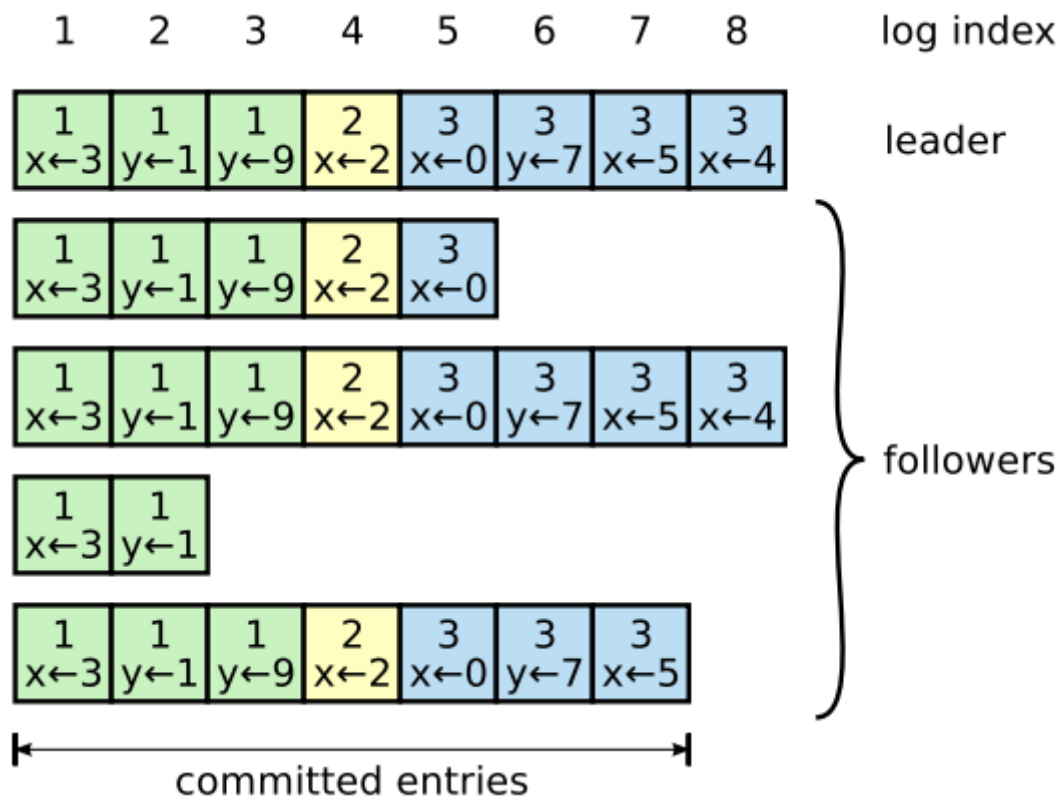 1 2 3 4 5 6 7 8 log index
1 1 1 2 3 3 3 3
x←3 y←1 y←9 x←2 x←0 y←7 x←5 x←4
leader
1 1 1 2 3
x←3 y←1 y←9 x←2 x←0
1 1 1 2 3 3 3 3
x←3 y←1 y←9 x←2 x←0 y←7 x←5 x←4
followers
1 1
x←3 y←1
1 1 1 2 3 3 3
x←3 y←1 y←9 x←2 x←0 y←7 x←5
committed entries